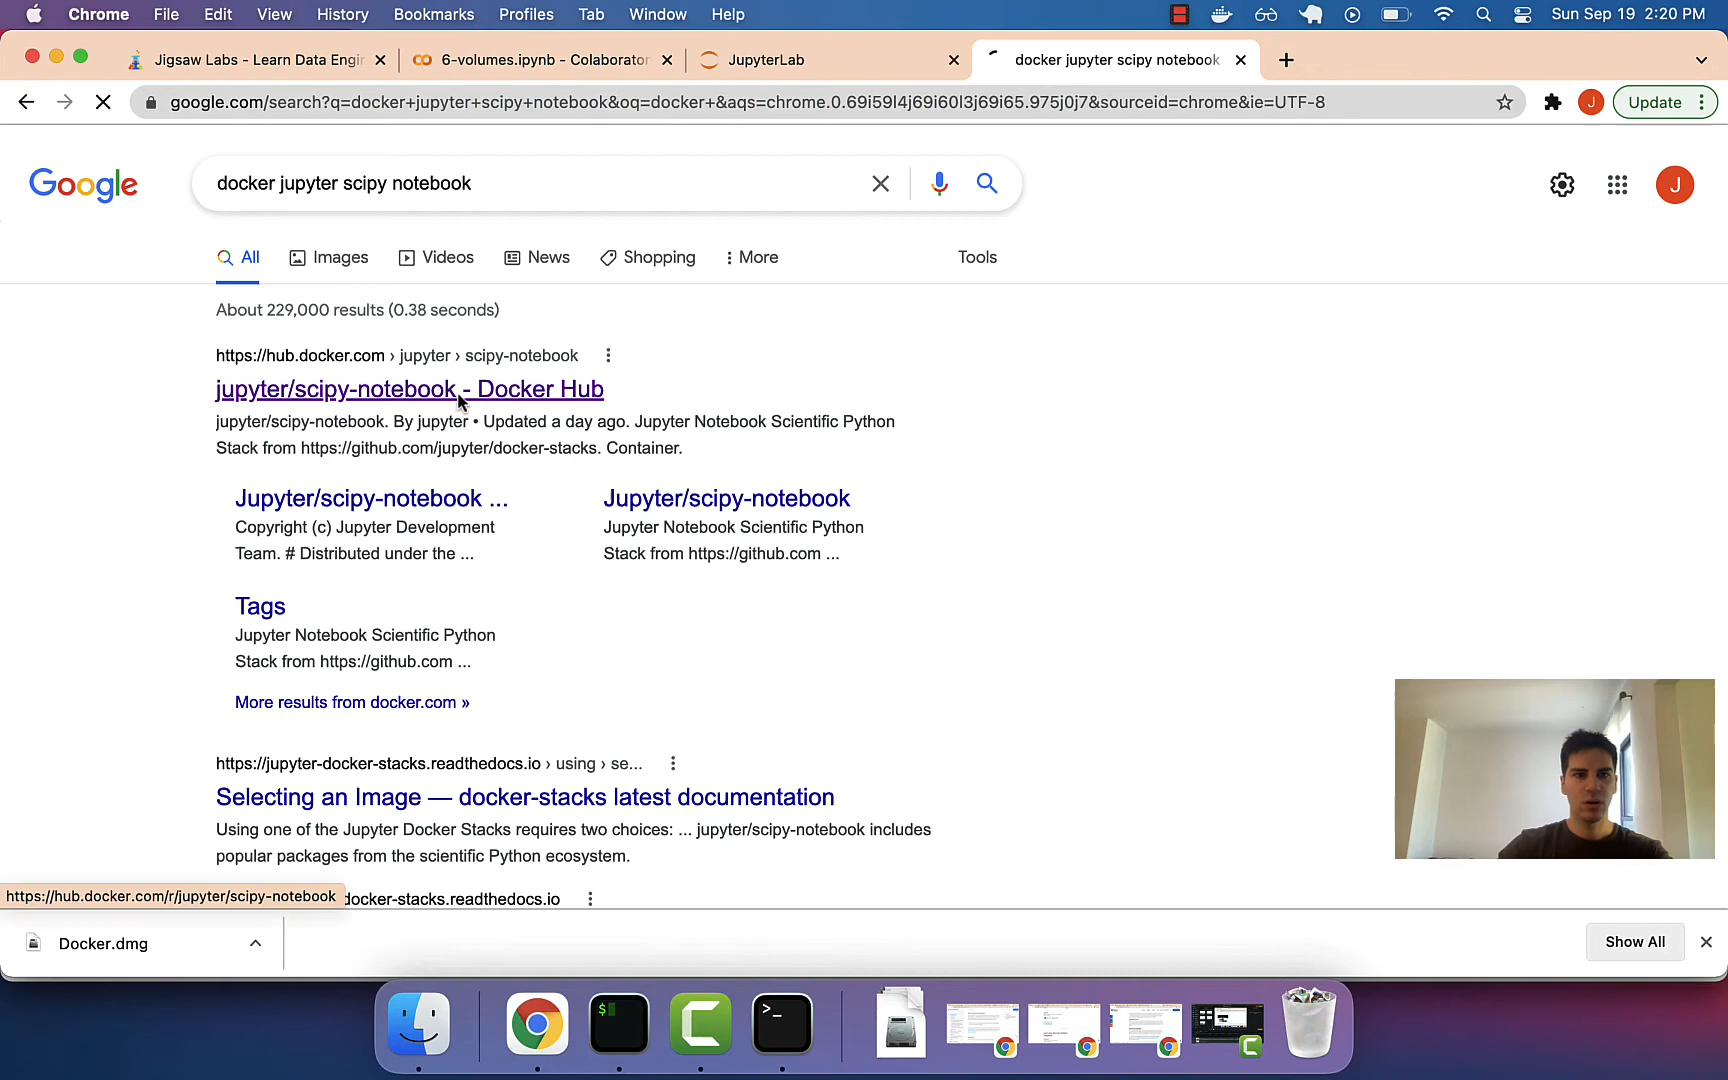 Chrome File Edit View History Bookmarks Profiles Tab Window Help Sun Sep 19 2:20 PM
Jigsaw Labs - Learn Data Engin 6-volumes.ipynb - Colaborator JupyterLab docker jupyter scipy notebook
google.com/search?q=docker+jupyter+scipy+notebook&oq=docker+&aqs=chrome.0.69i59l4j69i60l3j69i65.975j0j7&sourceid=chrome&ie=UTF-8 J Update
Google docker jupyter scipy notebook J
All Images Videos News Shopping More Tools
About 229,000 results (0.38 seconds)
https://hub.docker.com › jupyter › scipy-notebook
jupyter/scipy-notebook - Docker Hub
jupyter/scipy-notebook. By jupyter • Updated a day ago. Jupyter Notebook Scientific Python
Stack from https://github.com/jupyter/docker-stacks. Container.
Jupyter/scipy-notebook ... Jupyter/scipy-notebook
Copyright (c) Jupyter Development Jupyter Notebook Scientific Python
Team. # Distributed under the ... Stack from https://github.com ...
Tags
Jupyter Notebook Scientific Python
Stack from https://github.com ...
More results from docker.com »
https://jupyter-docker-stacks.readthedocs.io › using › se...
Selecting an Image — docker-stacks latest documentation
Using one of the Jupyter Docker Stacks requires two choices: ... jupyter/scipy-notebook includes
popular packages from the scientific Python ecosystem.
https://hub.docker.com/r/jupyter/scipy-notebook docker-stacks.readthedocs.io
Docker.dmg Show All